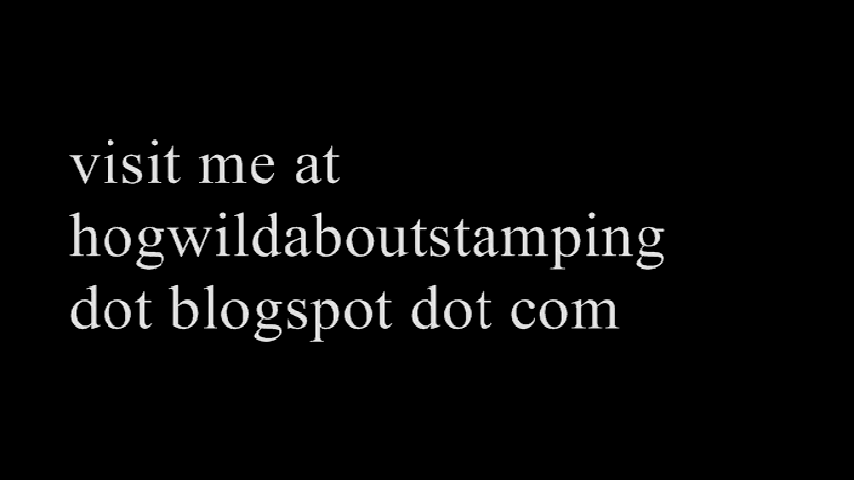 visit me at
hogwildaboutstamping
dot blogspot dot com